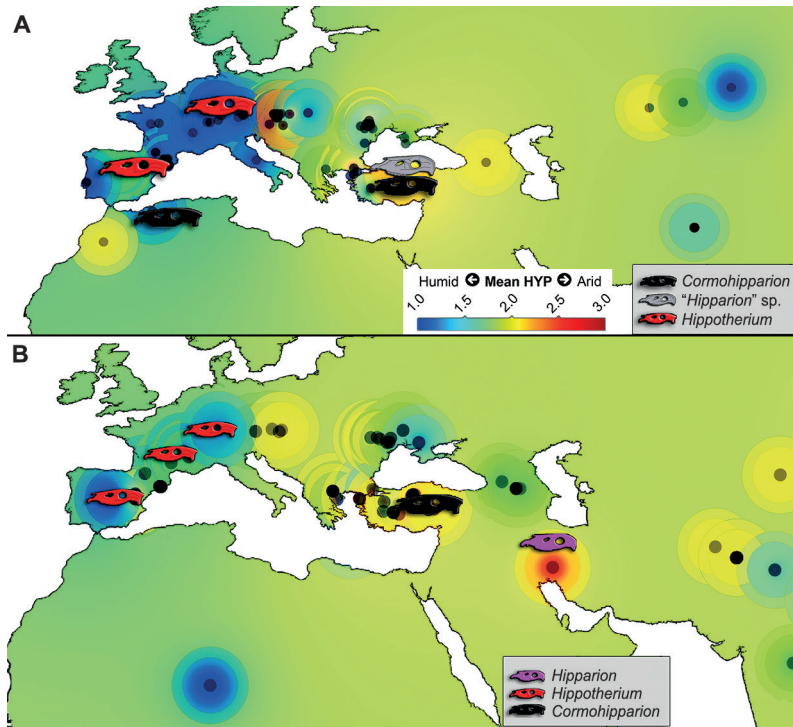 A
Humid ← Mean HYP → Arid
1.0 1.5 2.0 2.5 3.0
Cormohipparion
"Hipparion" sp.
Hippotherium
B
Hipparion
Hippotherium
Cormohipparion